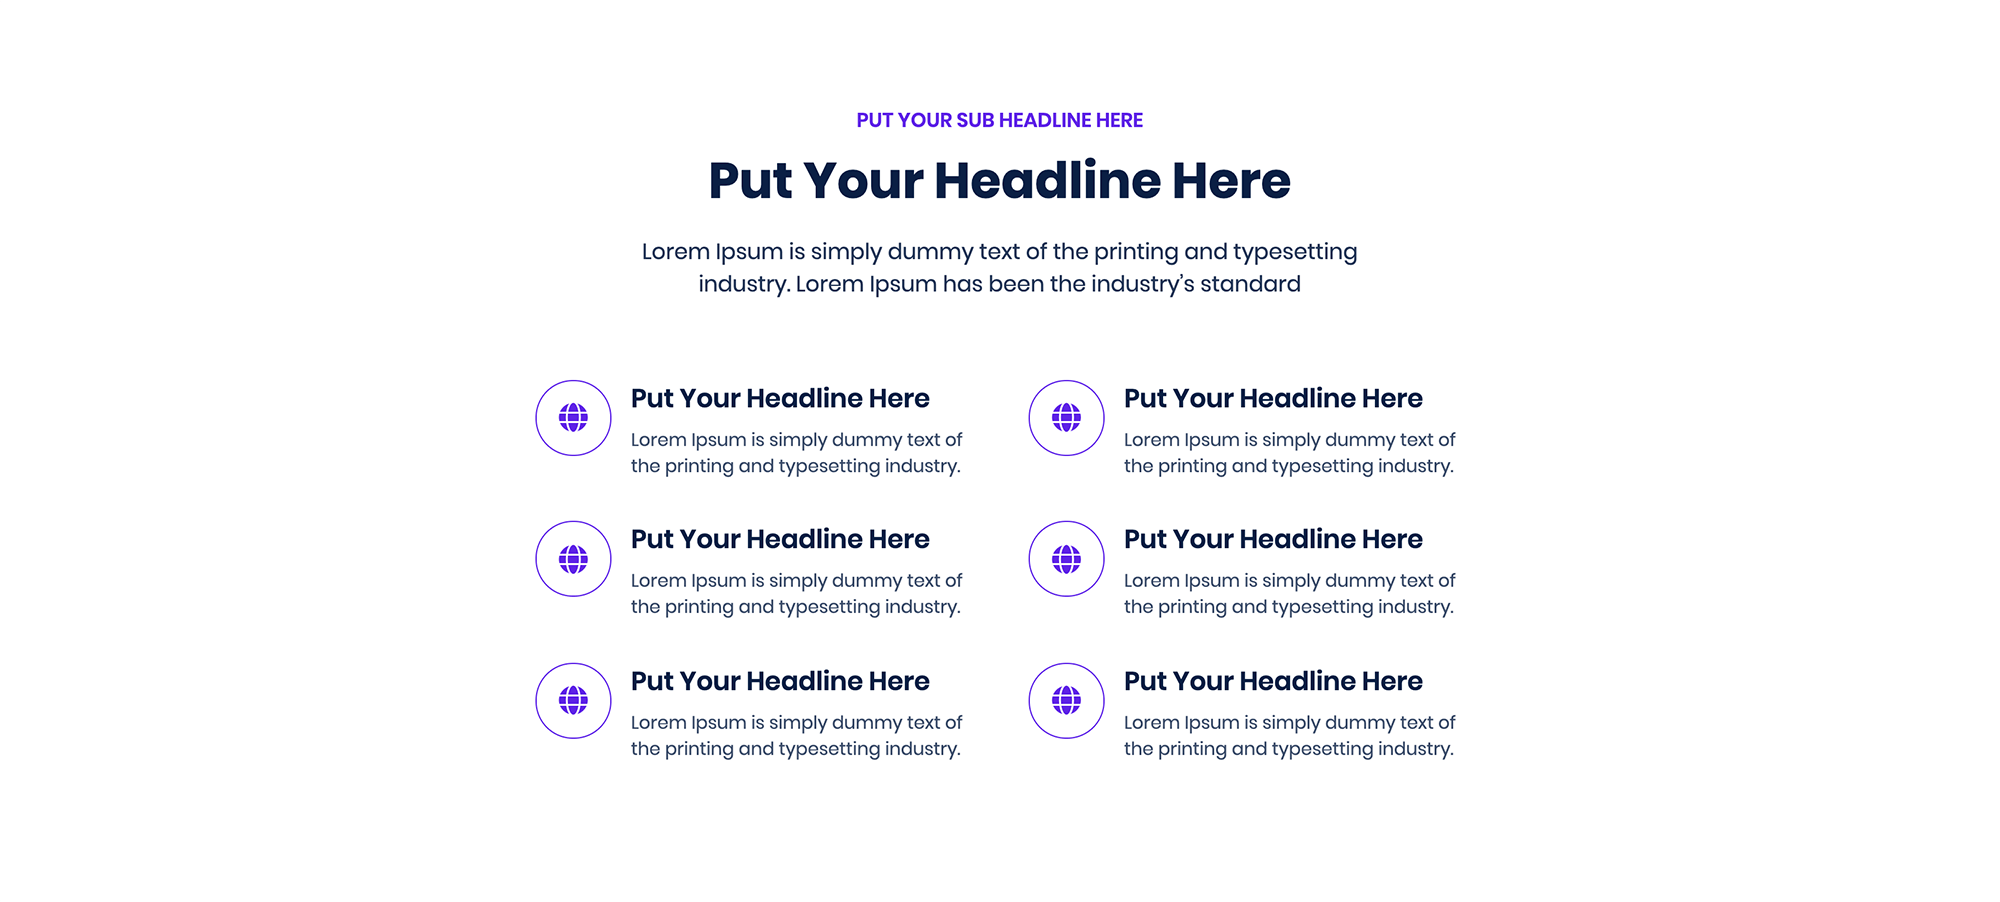 PUT YOUR SUB HEADLINE HERE
Put Your Headline Here
Lorem Ipsum is simply dummy text of the printing and typesetting
industry. Lorem Ipsum has been the industry’s standard
Put Your Headline Here
Lorem Ipsum is simply dummy text of
the printing and typesetting industry.
Put Your Headline Here
Lorem Ipsum is simply dummy text of
the printing and typesetting industry.
Put Your Headline Here
Lorem Ipsum is simply dummy text of
the printing and typesetting industry.
Put Your Headline Here
Lorem Ipsum is simply dummy text of
the printing and typesetting industry.
Put Your Headline Here
Lorem Ipsum is simply dummy text of
the printing and typesetting industry.
Put Your Headline Here
Lorem Ipsum is simply dummy text of
the printing and typesetting industry.